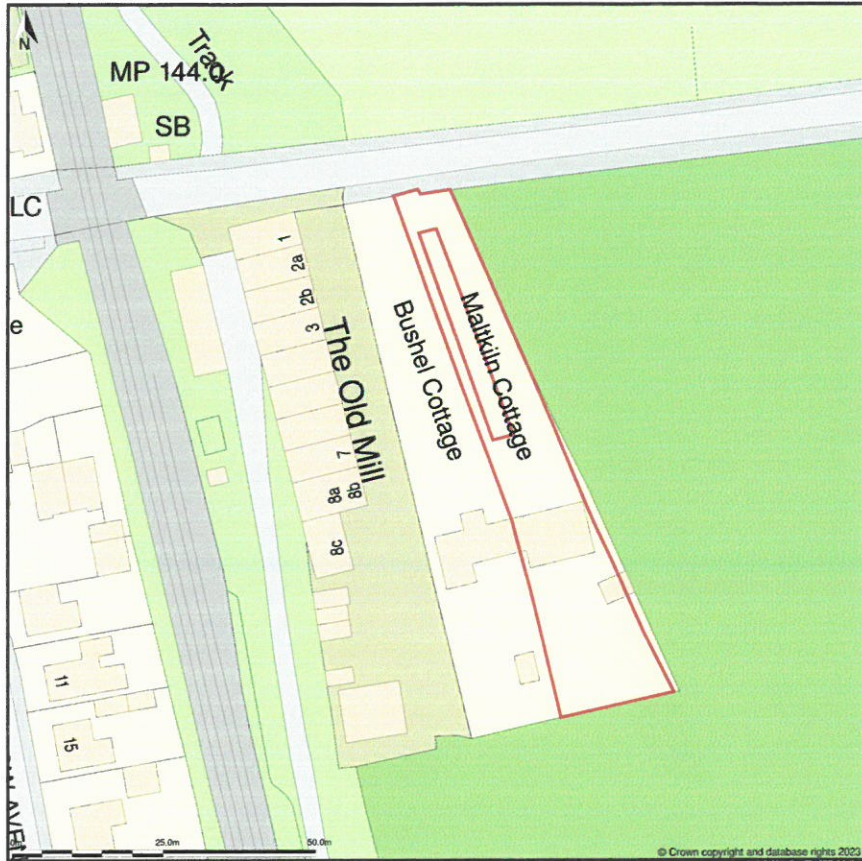 N
Track
MP 144.0
SB
LC
e
1
2a
2b
3
The Old Mill
7
8b
8a
8c
Bushel Cottage
Maltkiln Cottage
11
15
25.0m
50.0m
© Crown copyright and database rights 2023